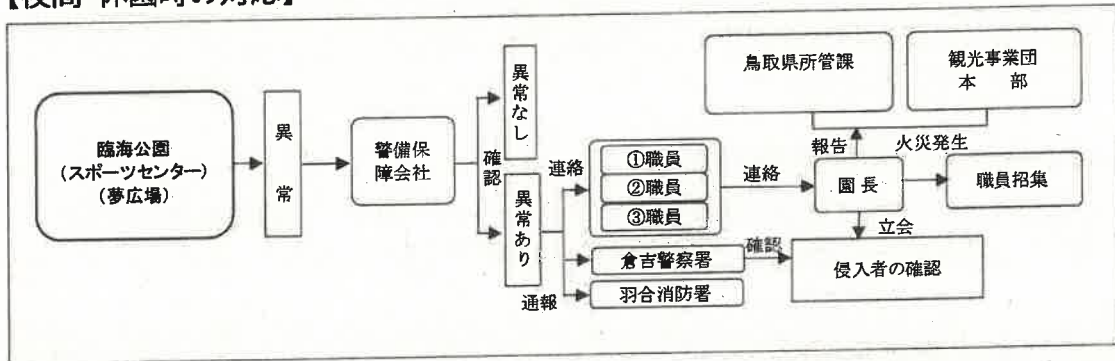 【夜間・休園時の対応】
臨海公園
(スポーツセンター)
(夢広場)
異常
警備保
障会社
確認
異常なし
異常あり
連絡
通報
①職員
②職員
③職員
倉吉警察署
羽合消防署
連絡
確認
鳥取県所管課
観光事業団
本 部
報告
火災発生
園 長
職員招集
立会
侵入者の確認